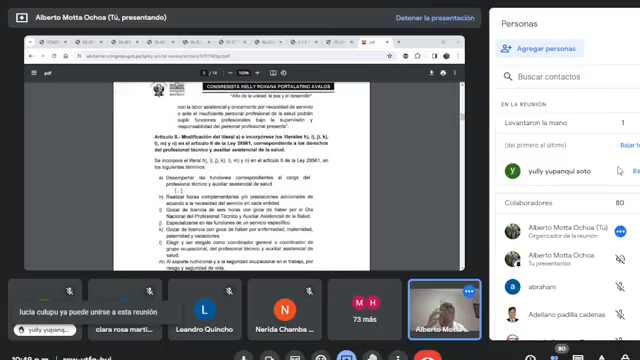 Alberto Motta Ochoa (Tú, presentando)
Detener la presentación
pdf
3 / 14
160%
CONGRESISTA KELLY ROXANA PORTALATINO AVALOS
"Año de la unidad, la paz y el desarrollo"
con la labor asistencial únicamente por necesidad de servicio
o ante el insuficiente personal profesional de la salud podrán
suplir funciones profesionales bajo la supervisión y
responsabilidad del personal profesional presente".
Artículo 5.- Modificación del literal a) e incorpórese los literales h), i), j), k),
l), m) y n) en el artículo 6 de la Ley 28561, correspondiente a los derechos
del profesional técnico y auxiliar asistencial de la salud.
Se incorpora el literales h), i), j), k), l), m) y n) en el artículo 6 de la Ley 28561, en
los siguientes términos:
a) Desempeñar las funciones correspondientes al cargo del
profesional técnico y auxiliar asistencial de salud.
[...]
h) Realizar horas complementarias y/o prestaciones adicionales de
acuerdo a la necesidad del servicio en cada entidad.
i) Gozar de licencia de seis horas con goce de haber por el Día
Nacional del Profesional Técnico y Auxiliar Asistencial de la Salud.
j) Especializarse en las funciones de un servicio específico.
k) Gozar de licencia con goce de haber por enfermedad, maternidad,
paternidad y vacaciones.
l) Elegir y ser elegido como coordinador general o coordinador de
grupo ocupacional, del profesional técnico y auxiliar asistencial de
salud.
m) Al soporte nutricional y a la seguridad ocupacional en el trabajo, por
riesgo y seguridad de vida.
Personas
Agregar personas
Buscar contactos
EN LA REUNIÓN
Levantaron la mano
1
(del primero al último)
Bajar to
yully yupanqui soto
Ba
Colaboradores
80
Alberto Motta Ochoa (Tú)
Organizador de la reunión
Alberto Motta Ochoa (Tú)
Tu presentación
abraham
Adeliano padilla cadenas
lucia culupu ya puede unirse a esta reunión
yully yupanq...
clara rosa marti...
L
Leandro Quincho
N
Nerida Chamba ...
M
H
73 más
Alberto Motta ...
80